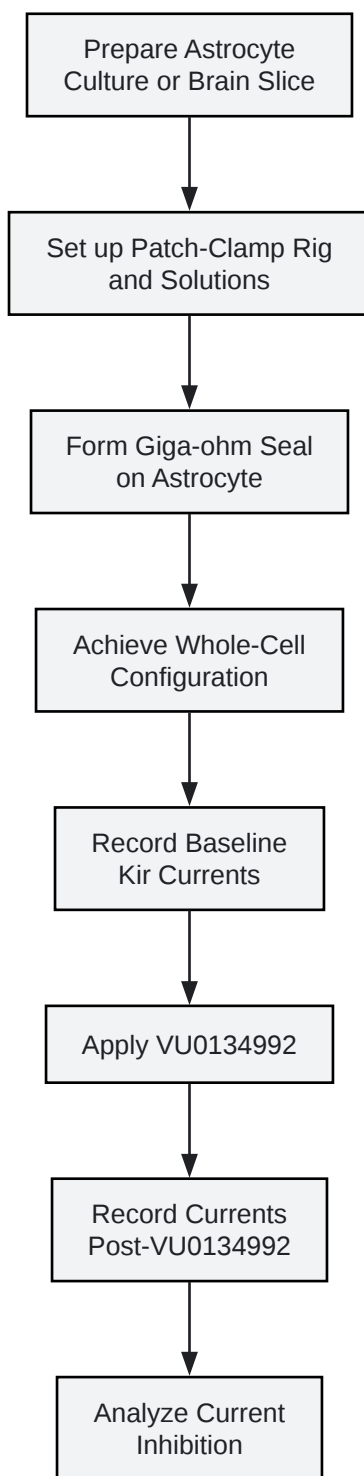 Prepare Astrocyte
Culture or Brain Slice
Set up Patch-Clamp Rig
and Solutions
Form Giga-ohm Seal
on Astrocyte
Achieve Whole-Cell
Configuration
Record Baseline
Kir Currents
Apply VU0134992
Record Currents
Post-VU0134992
Analyze Current
Inhibition